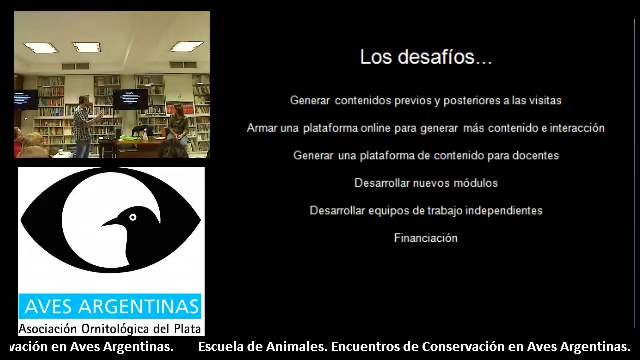 Los desafíos...
Generar contenidos previos y posteriores a las visitas
Armar una plataforma online para generar más contenido e interacción
Generar una plataforma de contenido para docentes
Desarrollar nuevos módulos
Desarrollar equipos de trabajo independientes
Financiación
AVES ARGENTINAS
Asociación Ornitológica del Plata
vación en Aves Argentinas. Escuela de Animales. Encuentros de Conservación en Aves Argentinas.